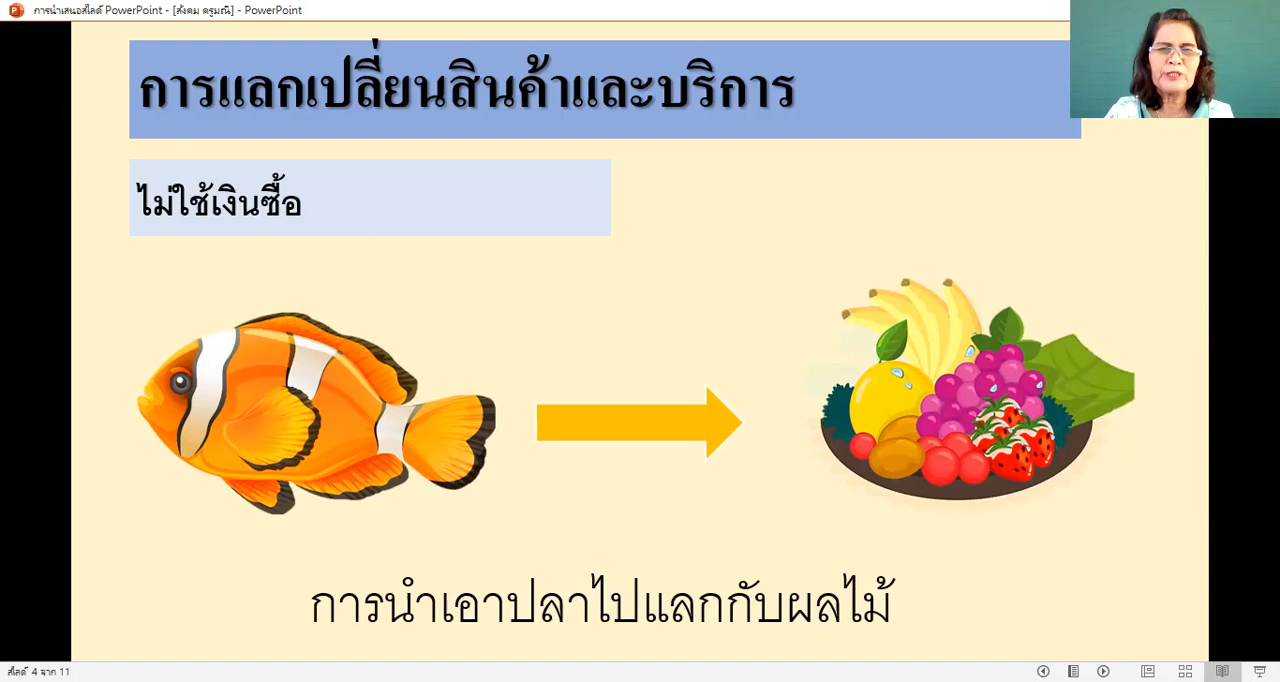 การนำเสนอสไลด์ PowerPoint - [สังคม ครูมณี] - PowerPoint
การแลกเปลี่ยนสินค้าและบริการ
ไม่ใช้เงินซื้อ
การนำเอาปลาไปแลกกับผลไม้
สไลด์ 4 จาก 11